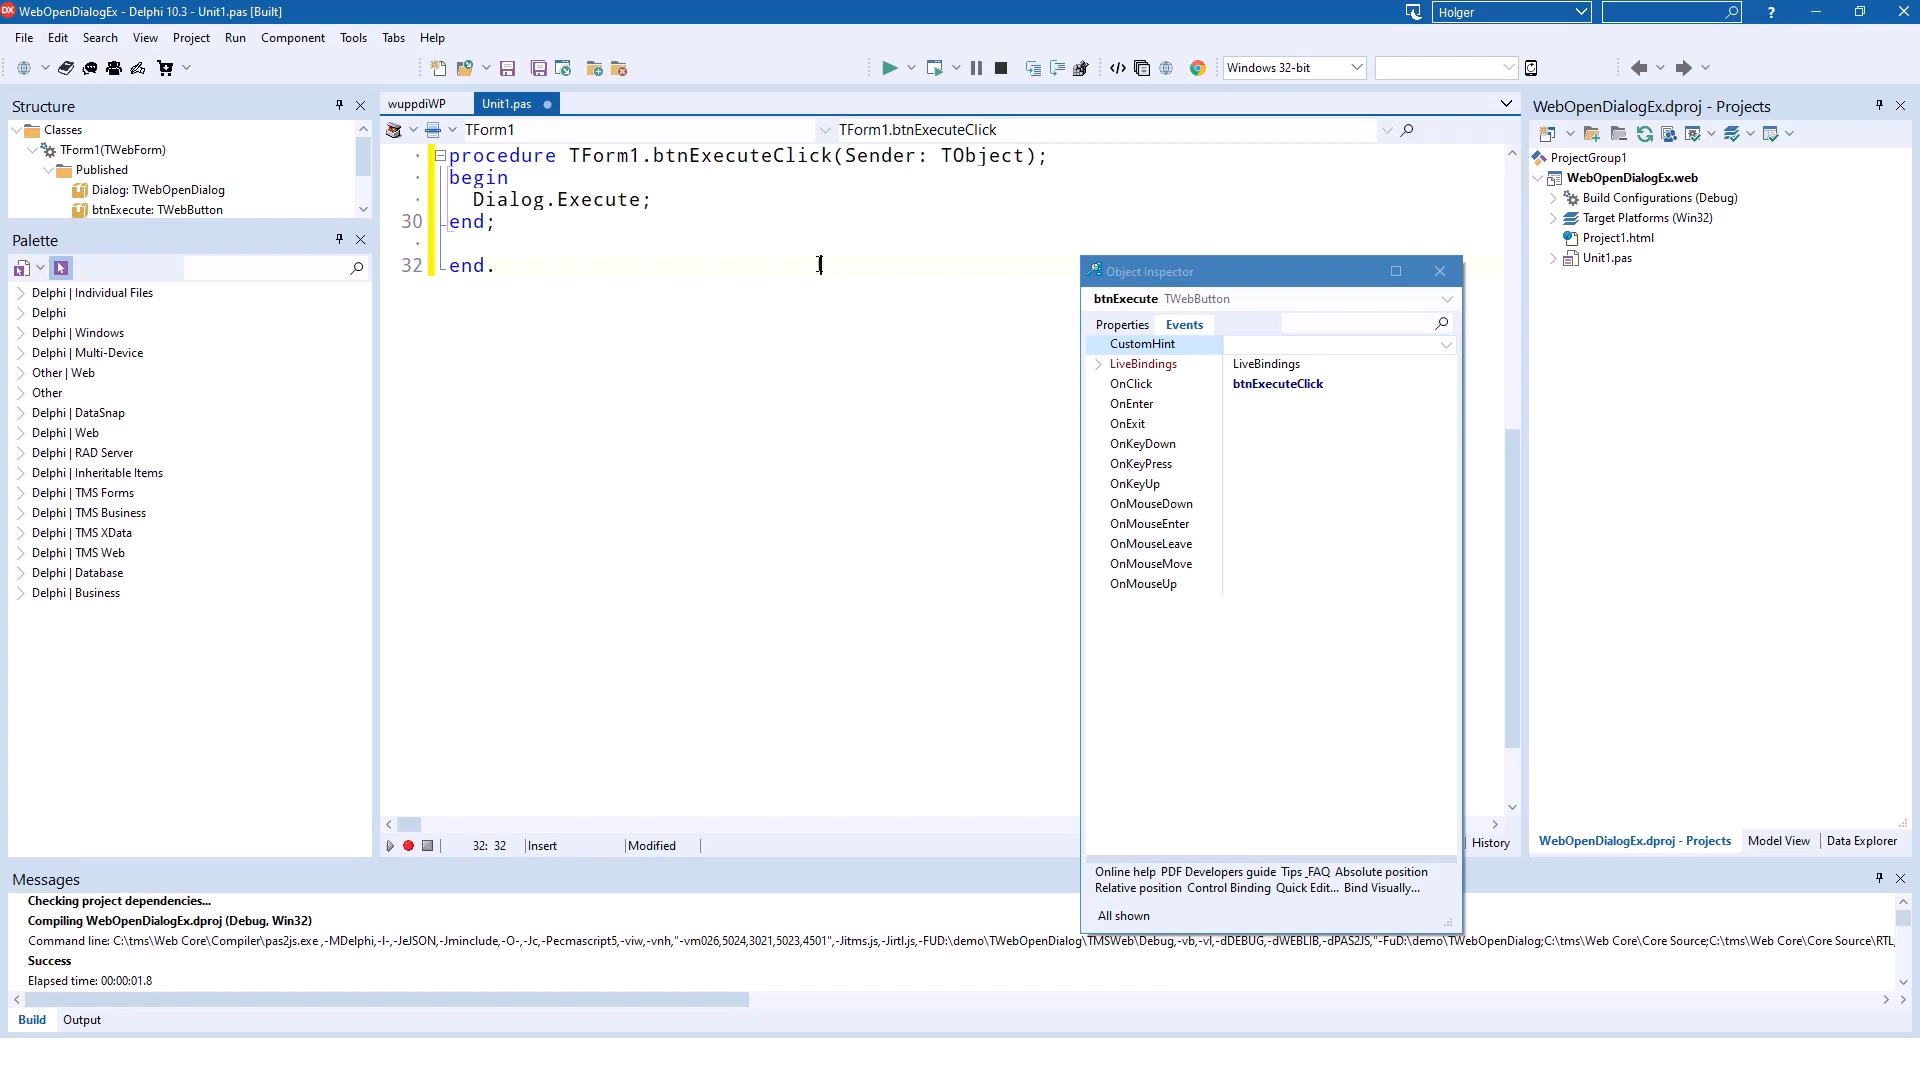 WebOpenDialogEx - Delphi 10.3 - Unit1.pas [Built]
Holger
?
File Edit Search View Project Run Component Tools Tabs Help
Windows 32-bit
Structure
Classes
TForm1(TWebForm)
Published
Dialog: TWebOpenDialog
btnExecute: TWebButton
Palette
Delphi | Individual Files
Delphi
Delphi | Windows
Delphi | Multi-Device
Other | Web
Other
Delphi | DataSnap
Delphi | Web
Delphi | RAD Server
Delphi | Inheritable Items
Delphi | TMS Forms
Delphi | TMS Business
Delphi | TMS XData
Delphi | TMS Web
Delphi | Database
Delphi | Business
wuppdiWP Unit1.pas
TForm1 TForm1.btnExecuteClick
procedure TForm1.btnExecuteClick(Sender: TObject);
begin
Dialog.Execute;
30 end;
32 end.
32: 32 Insert Modified
History
Object Inspector
btnExecute TWebButton
Properties Events
CustomHint
LiveBindings LiveBindings
OnClick btnExecuteClick
OnEnter
OnExit
OnKeyDown
OnKeyPress
OnKeyUp
OnMouseDown
OnMouseEnter
OnMouseLeave
OnMouseMove
OnMouseUp
Online help PDF Developers guide Tips _FAQ Absolute position
Relative position Control Binding Quick Edit... Bind Visually...
All shown
WebOpenDialogEx.dproj - Projects
ProjectGroup1
WebOpenDialogEx.web
Build Configurations (Debug)
Target Platforms (Win32)
Project1.html
Unit1.pas
WebOpenDialogEx.dproj - Projects Model View Data Explorer
Messages
Checking project dependencies...
Compiling WebOpenDialogEx.dproj (Debug, Win32)
Command line: C:\tms\Web Core\Compiler\pas2js.exe ,-MDelphi,-I-,-JeJSON,-Jminclude,-O-,-Jc,-Pecmascript5,-viw,-vnh,"-vm026,5024,3021,5023,4501",-Jitms.js,-Jirtl.js,-FUD:\demo\TWebOpenDialog\TMSWeb\Debug,-vb,-vl,-dDEBUG,-dWEBLIB,-dPAS2JS,"-FuD:\demo\TWebOpenDialog;C:\tms\Web Core\Core Source;C:\tms\Web Core\Core Source\RTL;
Success
Elapsed time: 00:00:01.8
Build Output